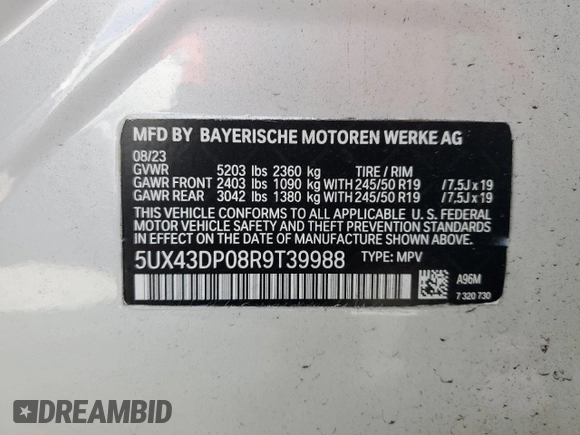 MFD BY BAYERISCHE MOTOREN WERKE AG
08/23
GVWR 5203 lbs 2360 kg TIRE / RIM
GAWR FRONT 2403 lbs 1090 kg WITH 245/50 R19 /7,5J x 19
GAWR REAR 3042 lbs 1380 kg WITH 245/50 R19 /7,5J x 19
THIS VEHICLE CONFORMS TO ALL APPLICABLE U. S. FEDERAL
MOTOR VEHICLE SAFETY AND THEFT PREVENTION
STANDARDS IN EFFECT ON THE DATE OF MANUFACTURE SHOWN ABOVE.
5UX43DP08R9T39988 TYPE: MPV
A96M
7 320 730
DREAMBID